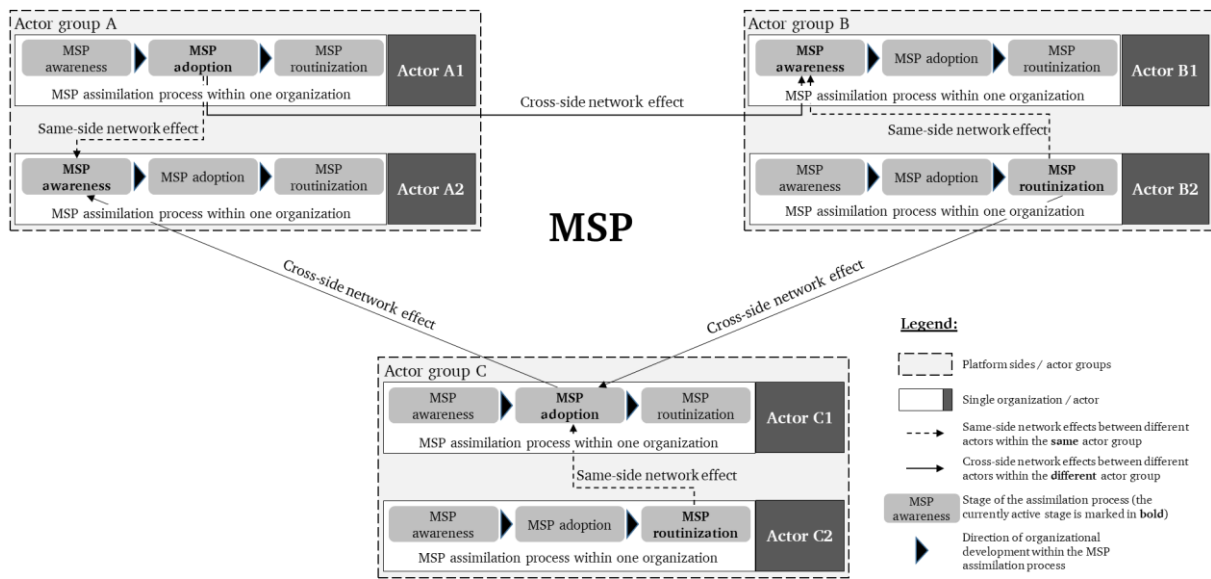 Actor group A
MSP
awareness
MSP
adoption
MSP
routinization
Actor A1
MSP assimilation process within one organization
Same-side network effect
MSP
awareness
MSP adoption
MSP
routinization
Actor A2
MSP assimilation process within one organization
Cross-side network effect
Actor group B
MSP
awareness
MSP adoption
MSP
routinization
Actor B1
MSP assimilation process within one organization
Same-side network effect
MSP
awareness
MSP adoption
MSP
routinization
Actor B2
MSP assimilation process within one organization
MSP
Cross-side network effect
Cross-side network effect
Actor group C
MSP
awareness
MSP
adoption
MSP
routinization
Actor C1
MSP assimilation process within one organization
Same-side network effect
MSP
awareness
MSP adoption
MSP
routinization
Actor C2
MSP assimilation process within one organization
Legend:
Platform sides / actor groups
Single organization / actor
Same-side network effects between different
actors within the same actor group
Cross-side network effects between different
actors within the different actor group
MSP
awareness
Stage of the assimilation process (the
currently active stage is marked in bold)
Direction of organizational
development within the MSP
assimilation process